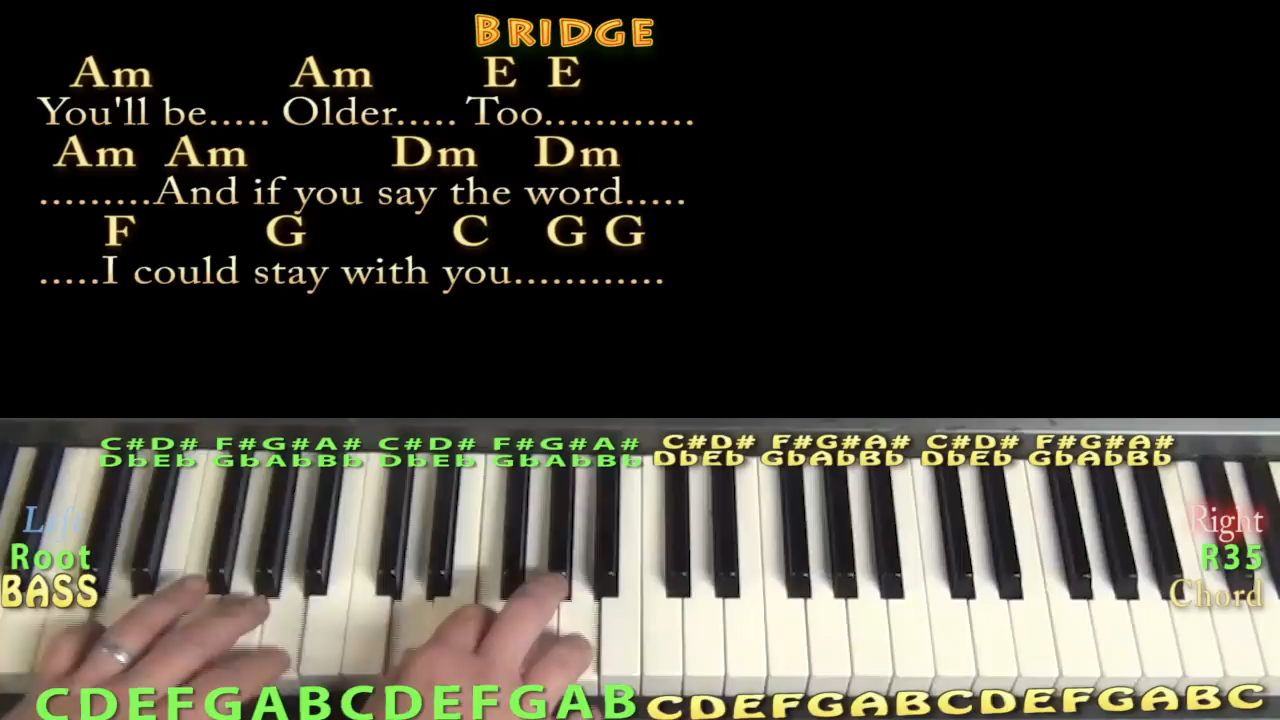 BRIDGE
Am Am E E
You'll be..... Older..... Too............
Am Am Dm Dm
.........And if you say the word.....
F G C G G
.....I could stay with you............
C#D# F#G#A# C#D# F#G#A# C#D# F#G#A# C#D# F#G#A#
DbEb GbAbBb DbEb GbAbBb DbEb GbAbBb DbEb GbAbBb
Left Right
Root R35
BASS Chord
CDEFGABCDEFGAB CDEFGABCDEFGABC